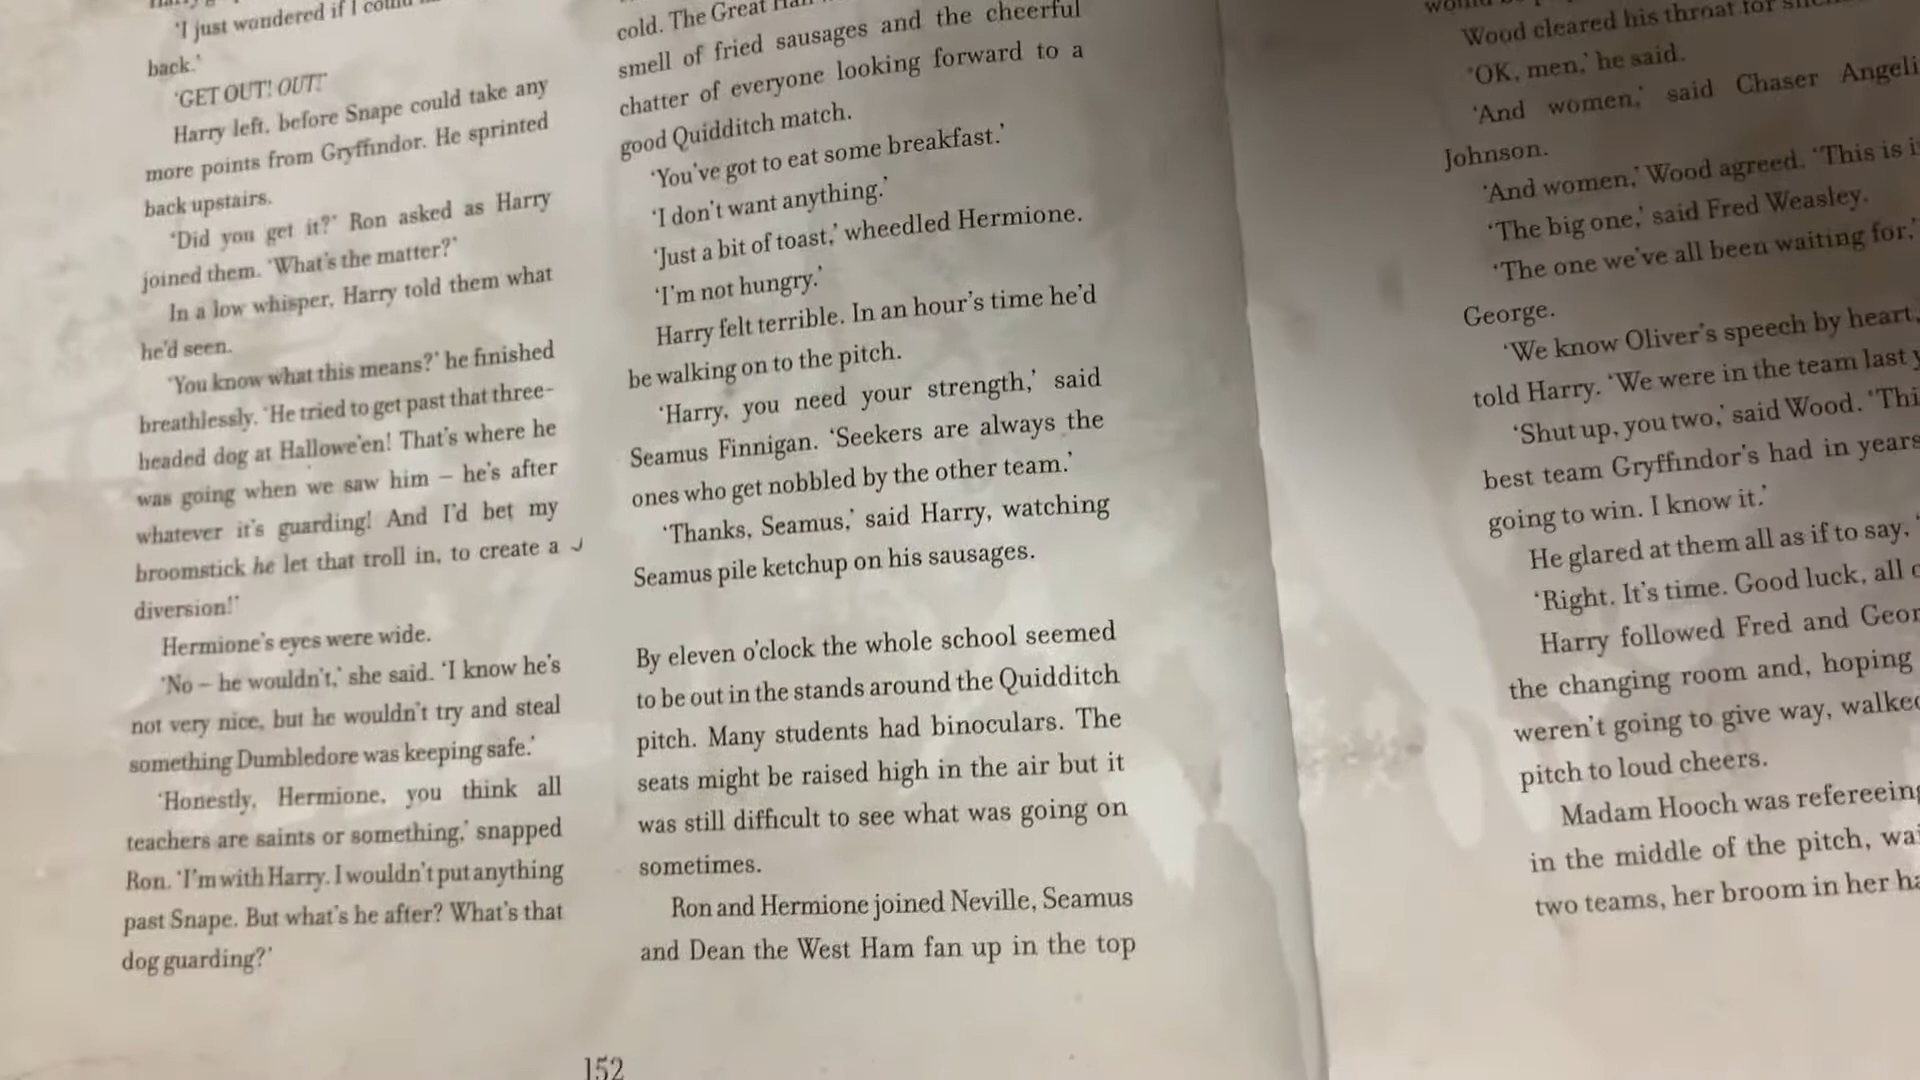 'I just wondered if I could
back.'
'GET OUT! OUT!'
Harry left, before Snape could take any
more points from Gryffindor. He sprinted
back upstairs.
'Did you get it?' Ron asked as Harry
joined them. 'What's the matter?'
In a low whisper, Harry told them what
he'd seen.
'You know what this means?' he finished
breathlessly. 'He tried to get past that three-
headed dog at Hallowe'en! That's where he
was going when we saw him – he's after
whatever it's guarding! And I'd bet my
broomstick he let that troll in, to create a
diversion!'
Hermione's eyes were wide.
'No – he wouldn't,' she said. 'I know he's
not very nice, but he wouldn't try and steal
something Dumbledore was keeping safe.'
'Honestly, Hermione, you think all
teachers are saints or something,' snapped
Ron. 'I'm with Harry. I wouldn't put anything
past Snape. But what's he after? What's that
dog guarding?'
cold. The Great
smell of fried sausages and the cheerful
chatter of everyone looking forward to a
good Quidditch match.
'You've got to eat some breakfast.'
'I don't want anything.'
'Just a bit of toast,' wheedled Hermione.
'I'm not hungry.'
Harry felt terrible. In an hour's time he'd
be walking on to the pitch.
'Harry, you need your strength,' said
Seamus Finnigan. 'Seekers are always the
ones who get nobbled by the other team.'
'Thanks, Seamus,' said Harry, watching
Seamus pile ketchup on his sausages.
By eleven o'clock the whole school seemed
to be out in the stands around the Quidditch
pitch. Many students had binoculars. The
seats might be raised high in the air but it
was still difficult to see what was going on
sometimes.
Ron and Hermione joined Neville, Seamus
and Dean the West Ham fan up in the top
152
Wood cleared his throat for
'OK, men,' he said.
'And women,' said Chaser Angeli
Johnson.
'And women,' Wood agreed. 'This is i
'The big one,' said Fred Weasley.
'The one we've all been waiting for,'
George.
'We know Oliver's speech by heart,
told Harry. 'We were in the team last y
'Shut up, you two,' said Wood. 'Thi
best team Gryffindor's had in years
going to win. I know it.'
He glared at them all as if to say, '
'Right. It's time. Good luck, all o
Harry followed Fred and Geor
the changing room and, hoping
weren't going to give way, walked
pitch to loud cheers.
Madam Hooch was refereeing
in the middle of the pitch, wai
two teams, her broom in her ha